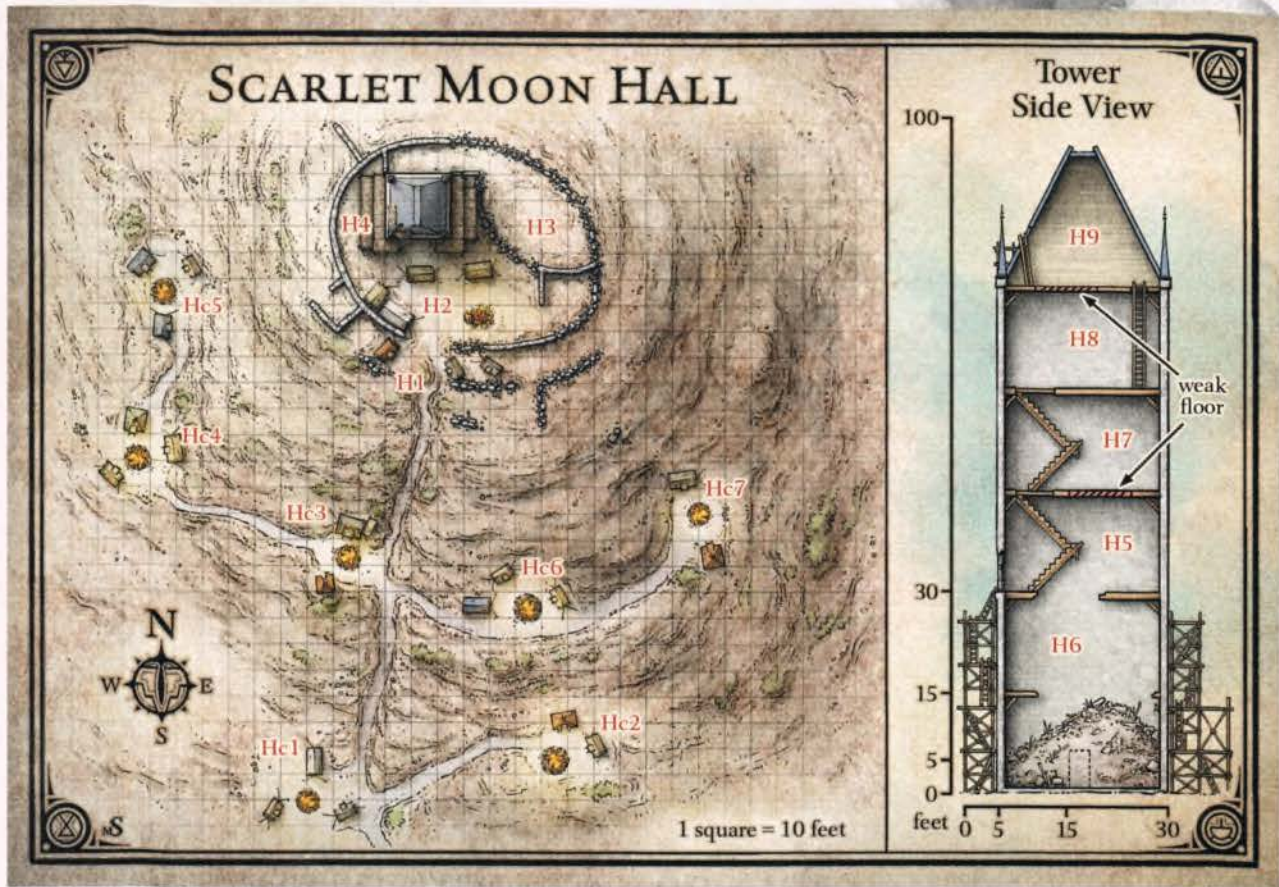 SCARLET MOON HALL
H4
H3
Hc5
H2
H1
Hc4
Hc7
Hc3
Hc6
N
W E
S
Hc2
Hc1
1 square = 10 feet
Tower
Side View
100
H9
H8
weak
floor
H7
H5
30
H6
15
5
0
feet 0 5 15 30